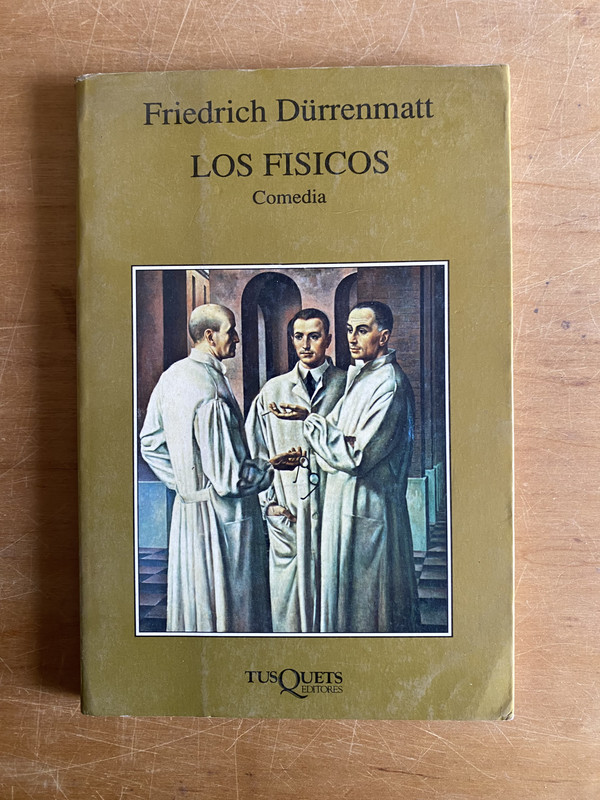 Friedrich Dürrenmatt
LOS FISICOS
Comedia
TUSQUETS
EDITORES